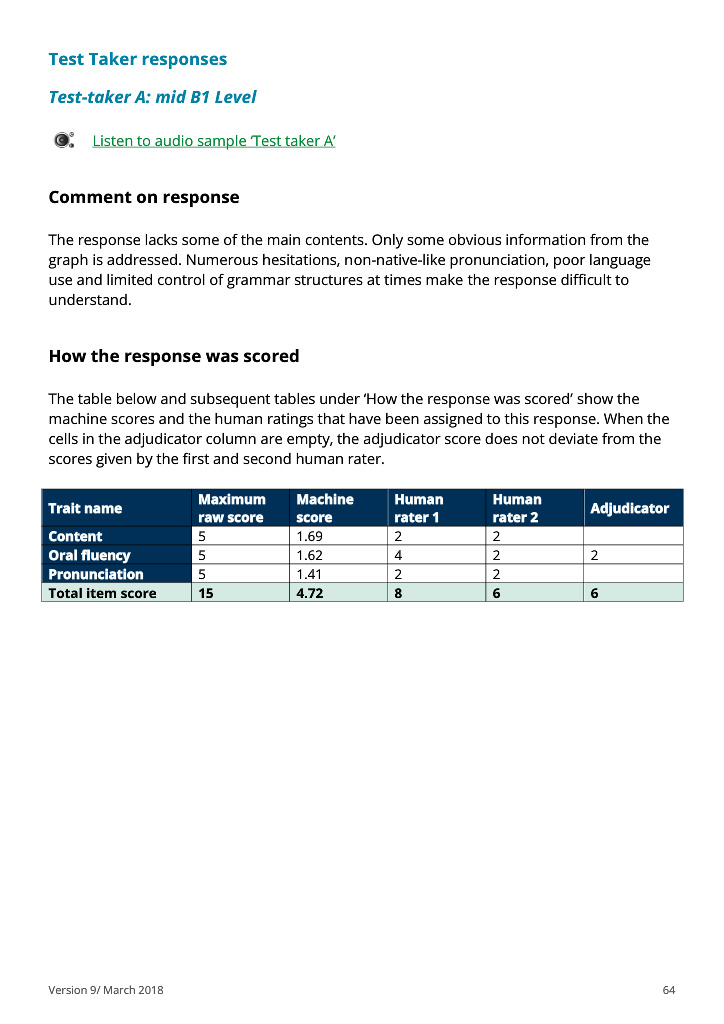 Test Taker responses
Test-taker A: mid B1 Level
Listen to audio sample ‘Test taker A’
Comment on response
The response lacks some of the main contents. Only some obvious information from the
graph is addressed. Numerous hesitations, non-native-like pronunciation, poor language
use and limited control of grammar structures at times make the response difficult to
understand.
How the response was scored
The table below and subsequent tables under ‘How the response was scored’ show the
machine scores and the human ratings that have been assigned to this response. When the
cells in the adjudicator column are empty, the adjudicator score does not deviate from the
scores given by the first and second human rater.
Trait name Maximum raw score Machine score Human rater 1 Human rater 2 Adjudicator
Content 5 1.69 2 2
Oral fluency 5 1.62 4 2 2
Pronunciation 5 1.41 2 2
Total item score 15 4.72 8 6 6
Version 9/ March 2018 64